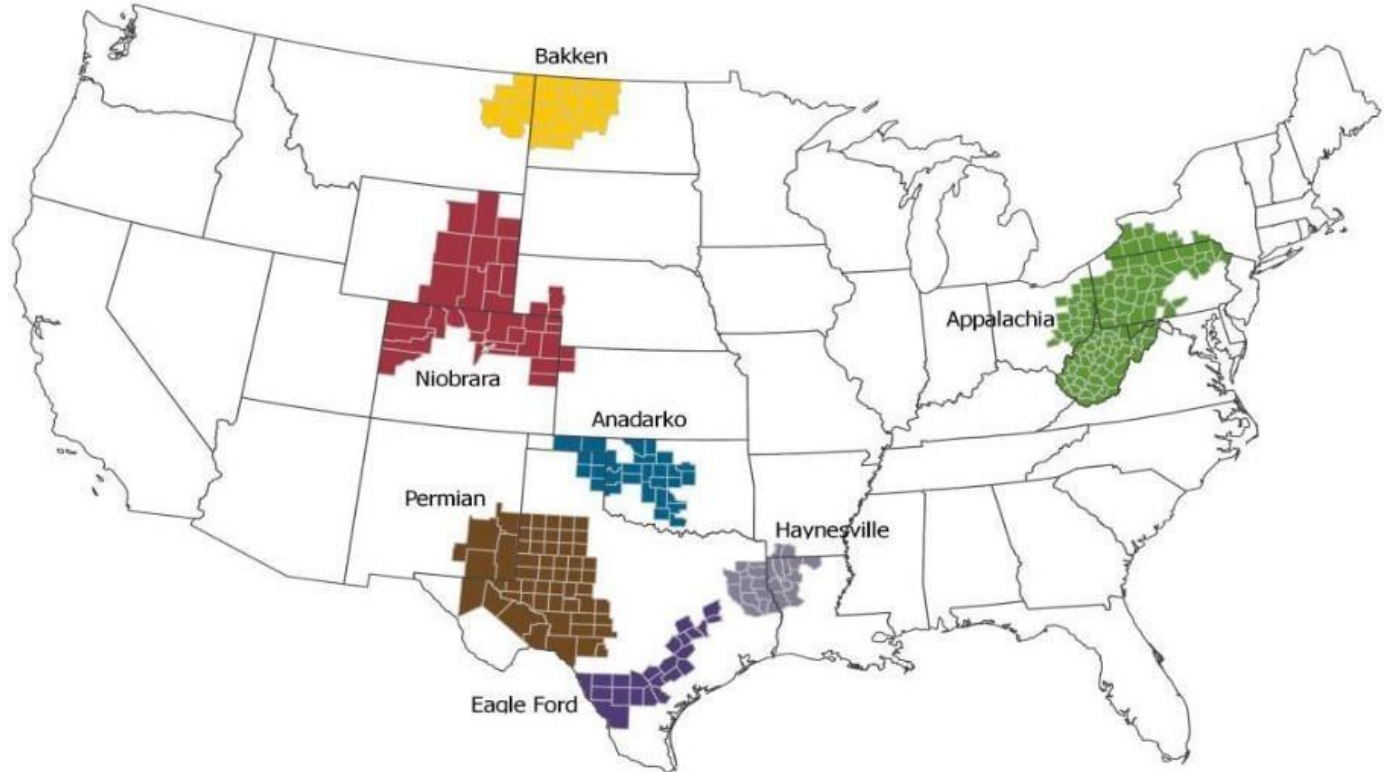 Bakken
Appalachia
Niobrara
Anadarko
Permian
Haynesville
Eagle Ford